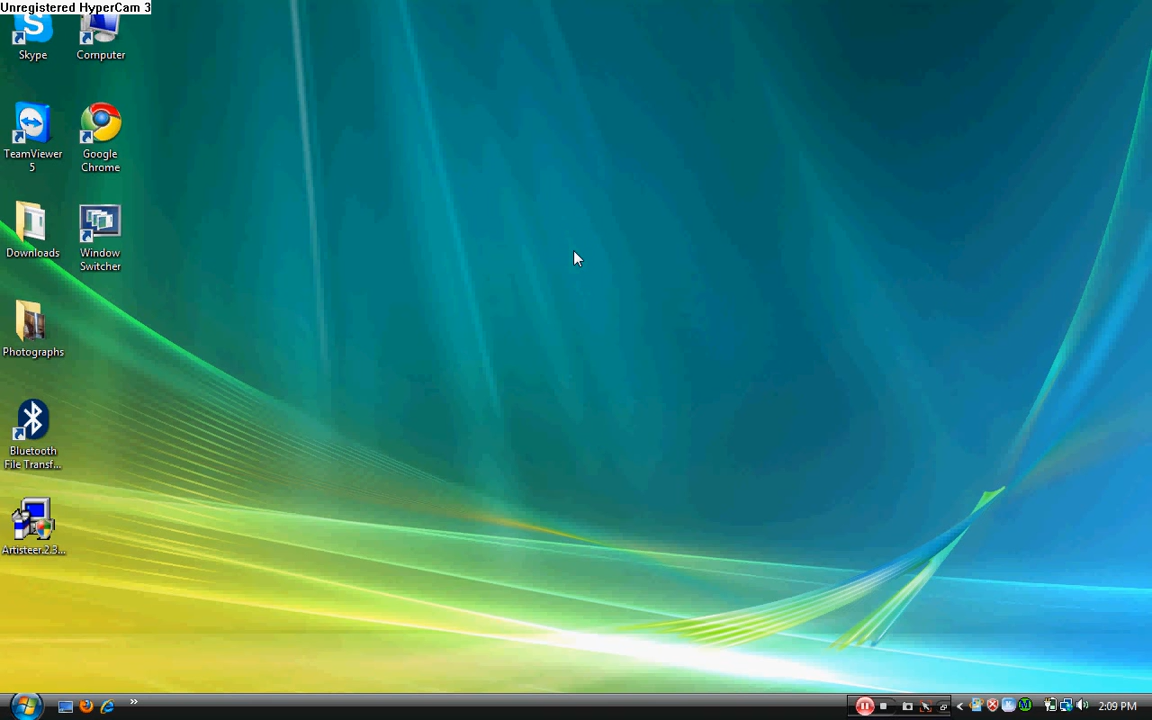 Unregistered HyperCam 3
Skype
Computer
TeamViewer
5
Google
Chrome
Downloads
Window
Switcher
Photographs
Bluetooth
File Transf...
Artisteer.2.3...
2:09 PM